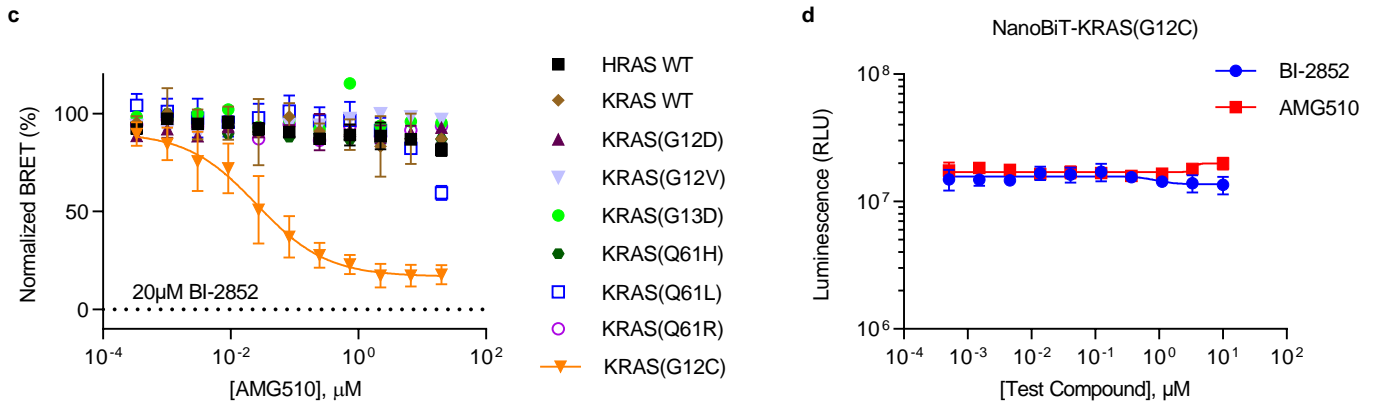 c
Normalized BRET (%)
100
50
0
20µM BI-2852
10⁻⁴
10⁻²
10⁰
10²
[AMG510], µM
HRAS WT
KRAS WT
KRAS(G12D)
KRAS(G12V)
KRAS(G13D)
KRAS(Q61H)
KRAS(Q61L)
KRAS(Q61R)
KRAS(G12C)
d
NanoBiT-KRAS(G12C)
Luminescence (RLU)
10⁸
10⁷
10⁶
10⁻⁴
10⁻³
10⁻²
10⁻¹
10⁰
10¹
10²
[Test Compound], µM
BI-2852
AMG510